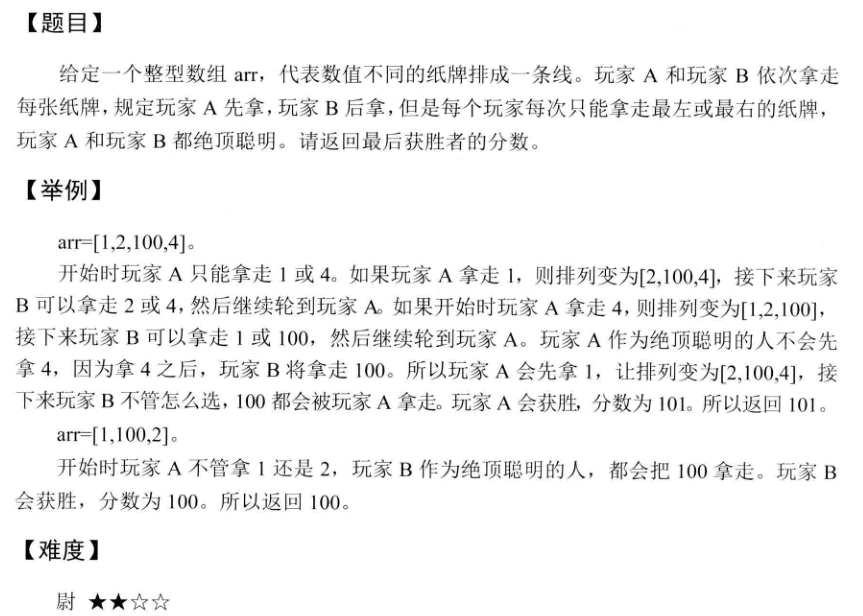 【题目】
给定一个整型数组 arr，代表数值不同的纸牌排成一条线。玩家 A 和玩家 B 依次拿走
每张纸牌，规定玩家 A 先拿，玩家 B 后拿，但是每个玩家每次只能拿走最左或最右的纸牌，
玩家 A 和玩家 B 都绝顶聪明。请返回最后获胜者的分数。
【举例】
arr=[1,2,100,4]。
开始时玩家 A 只能拿走 1 或 4。如果玩家 A 拿走 1，则排列变为[2,100,4]，接下来玩家
B 可以拿走 2 或 4，然后继续轮到玩家 A。如果开始时玩家 A 拿走 4，则排列变为[1,2,100]，
接下来玩家 B 可以拿走 1 或 100，然后继续轮到玩家 A。玩家 A 作为绝顶聪明的人不会先
拿 4，因为拿 4 之后，玩家 B 将拿走 100。所以玩家 A 会先拿 1，让排列变为[2,100,4]，接
下来玩家 B 不管怎么选，100 都会被玩家 A 拿走。玩家 A 会获胜，分数为 101。所以返回 101。
arr=[1,100,2]。
开始时玩家 A 不管拿 1 还是 2，玩家 B 作为绝顶聪明的人，都会把 100 拿走。玩家 B
会获胜，分数为 100。所以返回 100。
【难度】
尉 ★★☆☆